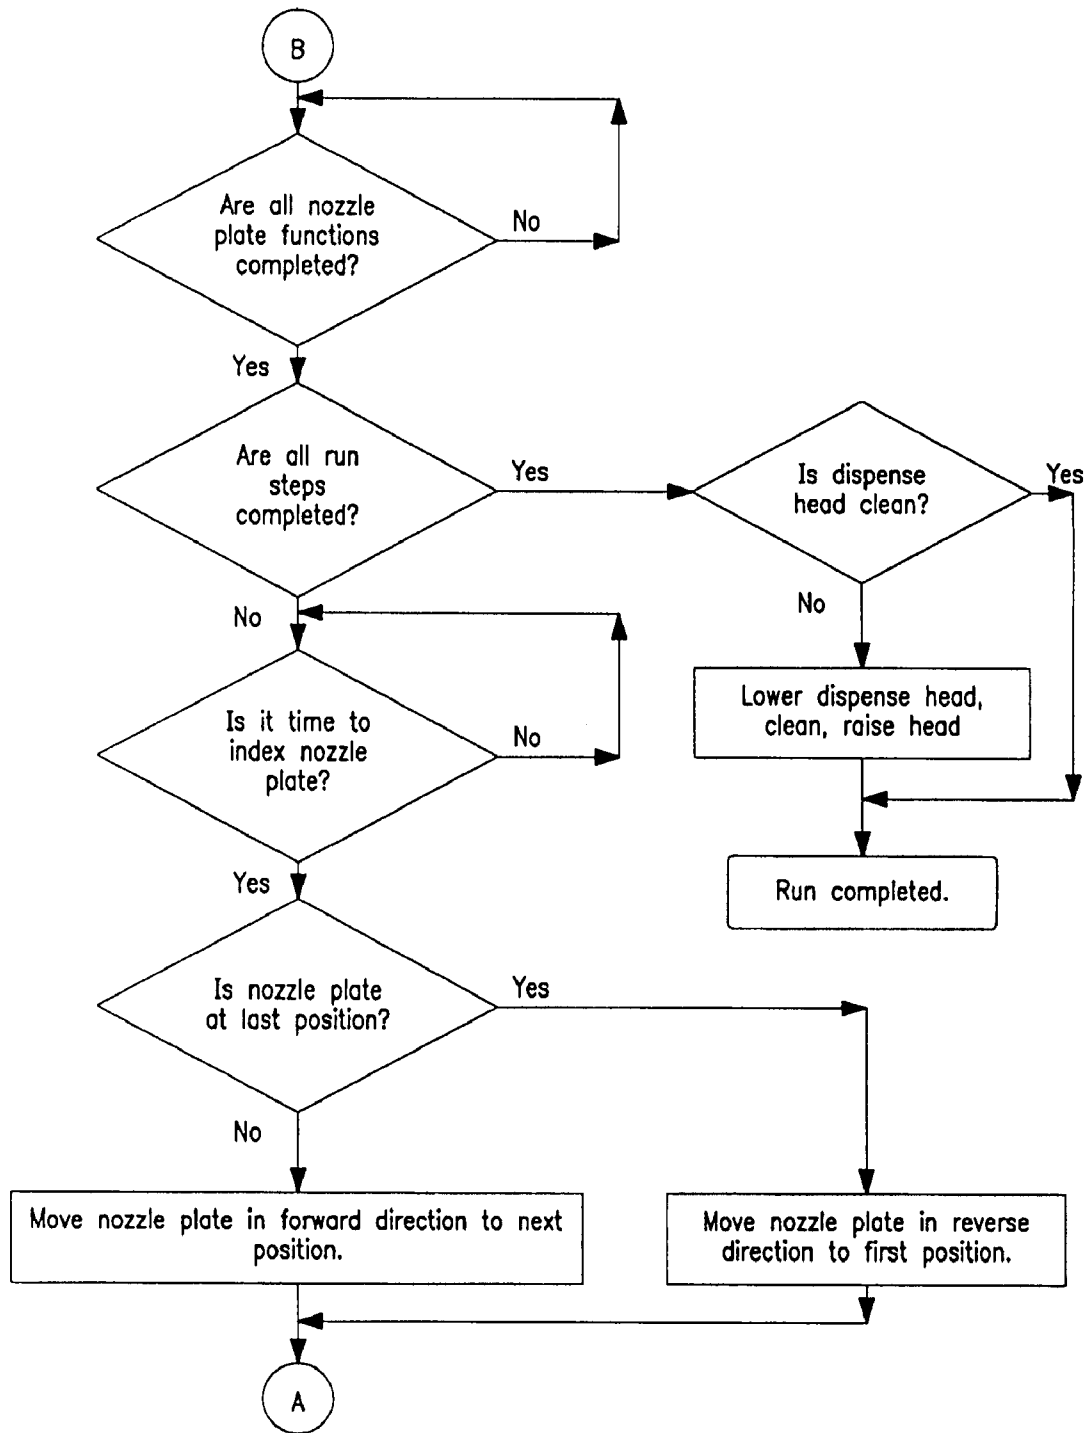 B
Are all nozzle
plate functions
completed?
No
Yes
Are all run
steps
completed?
Yes
Is dispense
head clean?
Yes
No
No
Lower dispense head,
clean, raise head
Is it time to
index nozzle
plate?
No
Run completed.
Yes
Is nozzle plate
at last position?
Yes
No
Move nozzle plate in forward direction to next
position.
Move nozzle plate in reverse
direction to first position.
A